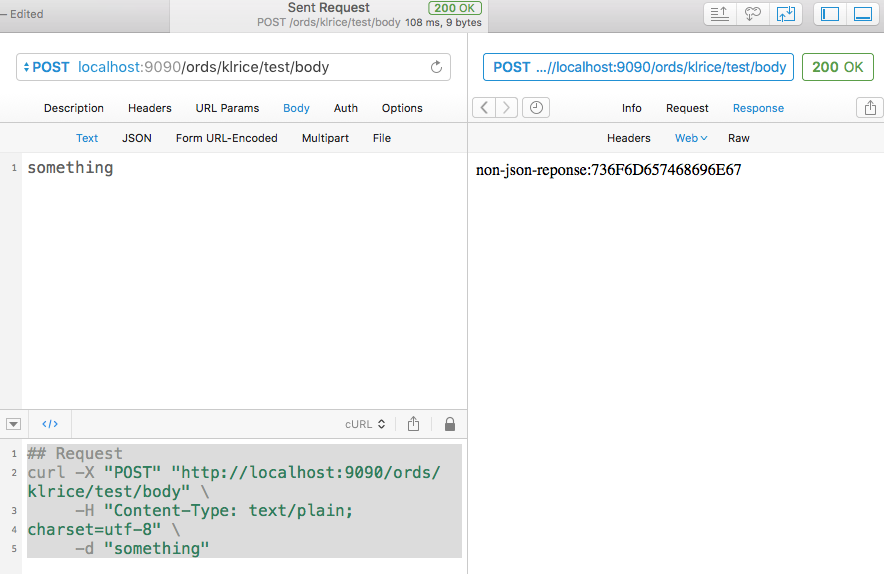 — Edited
Sent Request 200 OK
POST /ords/klrice/test/body 108 ms, 9 bytes
POST localhost:9090/ords/klrice/test/body
Description Headers URL Params Body Auth Options
Text JSON Form URL-Encoded Multipart File
1 something
</> cURL
1 ## Request
2 curl -X "POST" "http://localhost:9090/ords/
klrice/test/body" \
3 -H "Content-Type: text/plain;
4 charset=utf-8" \
5 -d "something"
POST ...//localhost:9090/ords/klrice/test/body 200 OK
Info Request Response
Headers Web Raw
non-json-reponse:736F6D657468696E67